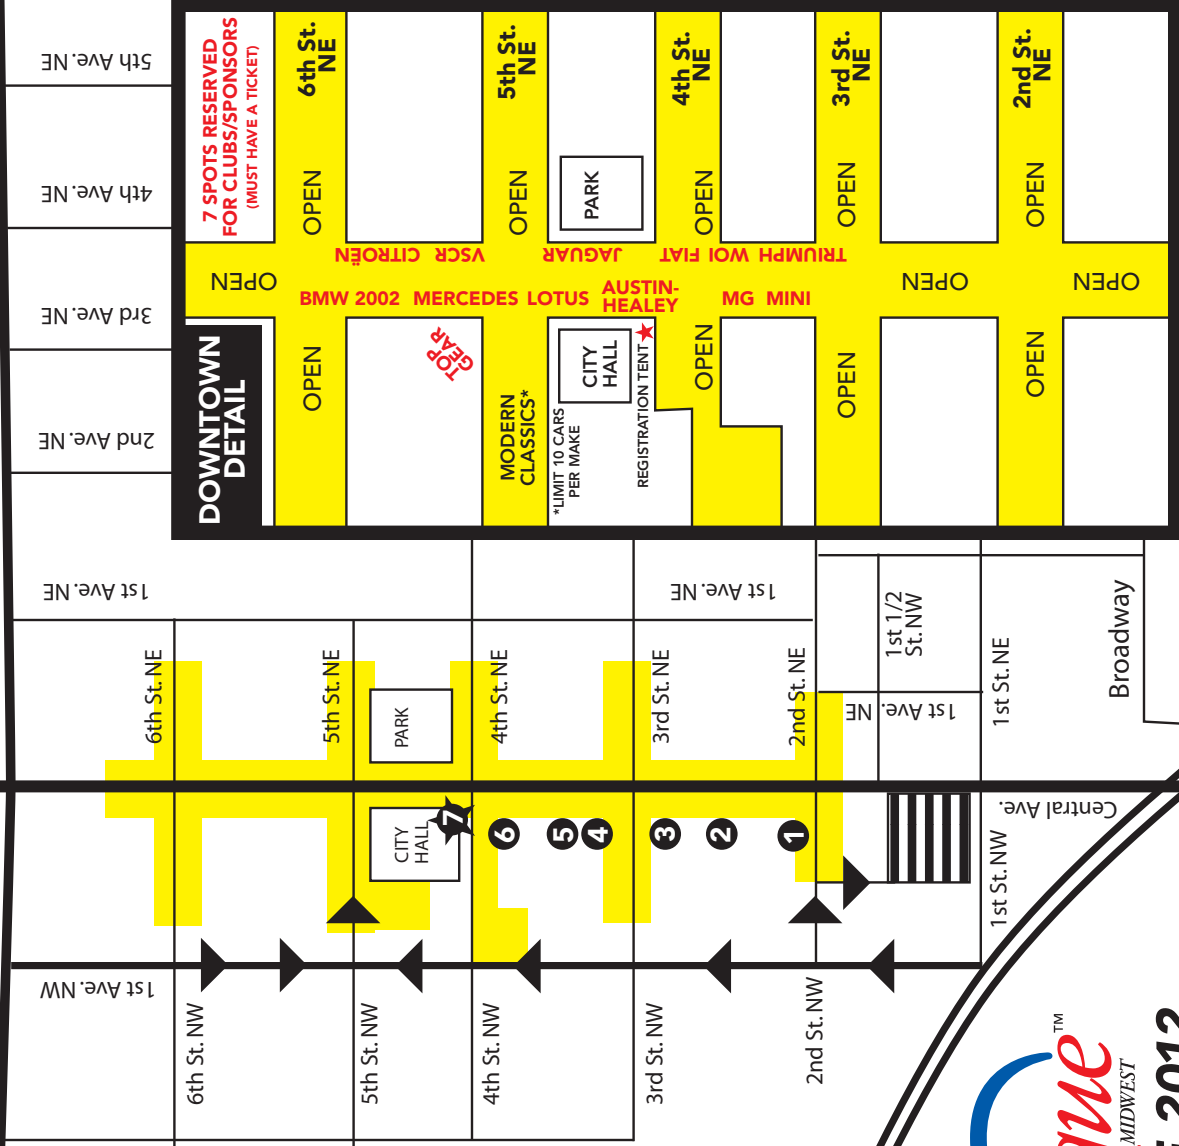 5th Ave.NE
4th Ave.NE
3rd Ave.NE
2nd Ave.NE
7 SPOTS RESERVED
FOR CLUBS/SPONSORS
(MUST HAVE A TICKET)
6th St.
NE
5th St.
NE
4th St.
NE
3rd St.
NE
2nd St.
NE
OPEN
OPEN
OPEN
OPEN
OPEN
PARK
OPEN
CITROËN
VSCR
JAGUAR
FIAT
WOI
TRIUMPH
OPEN
OPEN
BMW 2002
MERCEDES
LOTUS
AUSTIN-
HEALEY
MG
MINI
TOP
GEAR
DOWNTOWN
DETAIL
OPEN
MODERN
CLASSICS*
*LIMIT 10 CARS
PER MAKE
CITY
HALL
REGISTRATION TENT
OPEN
OPEN
OPEN
1st Ave.NE
1st Ave.NE
1st 1/2
St.NW
Broadway
6th St.NE
5th St.NE
4th St.NE
3rd St.NE
2nd St.NE
1st Ave.NE
1st St.NE
PARK
Central Ave.
CITY
HALL
7
6
5
4
3
2
1
1st St.NW
1st Ave.NW
6th St.NW
5th St.NW
4th St.NW
3rd St.NW
2nd St.NW
TM
MIDWEST
2012